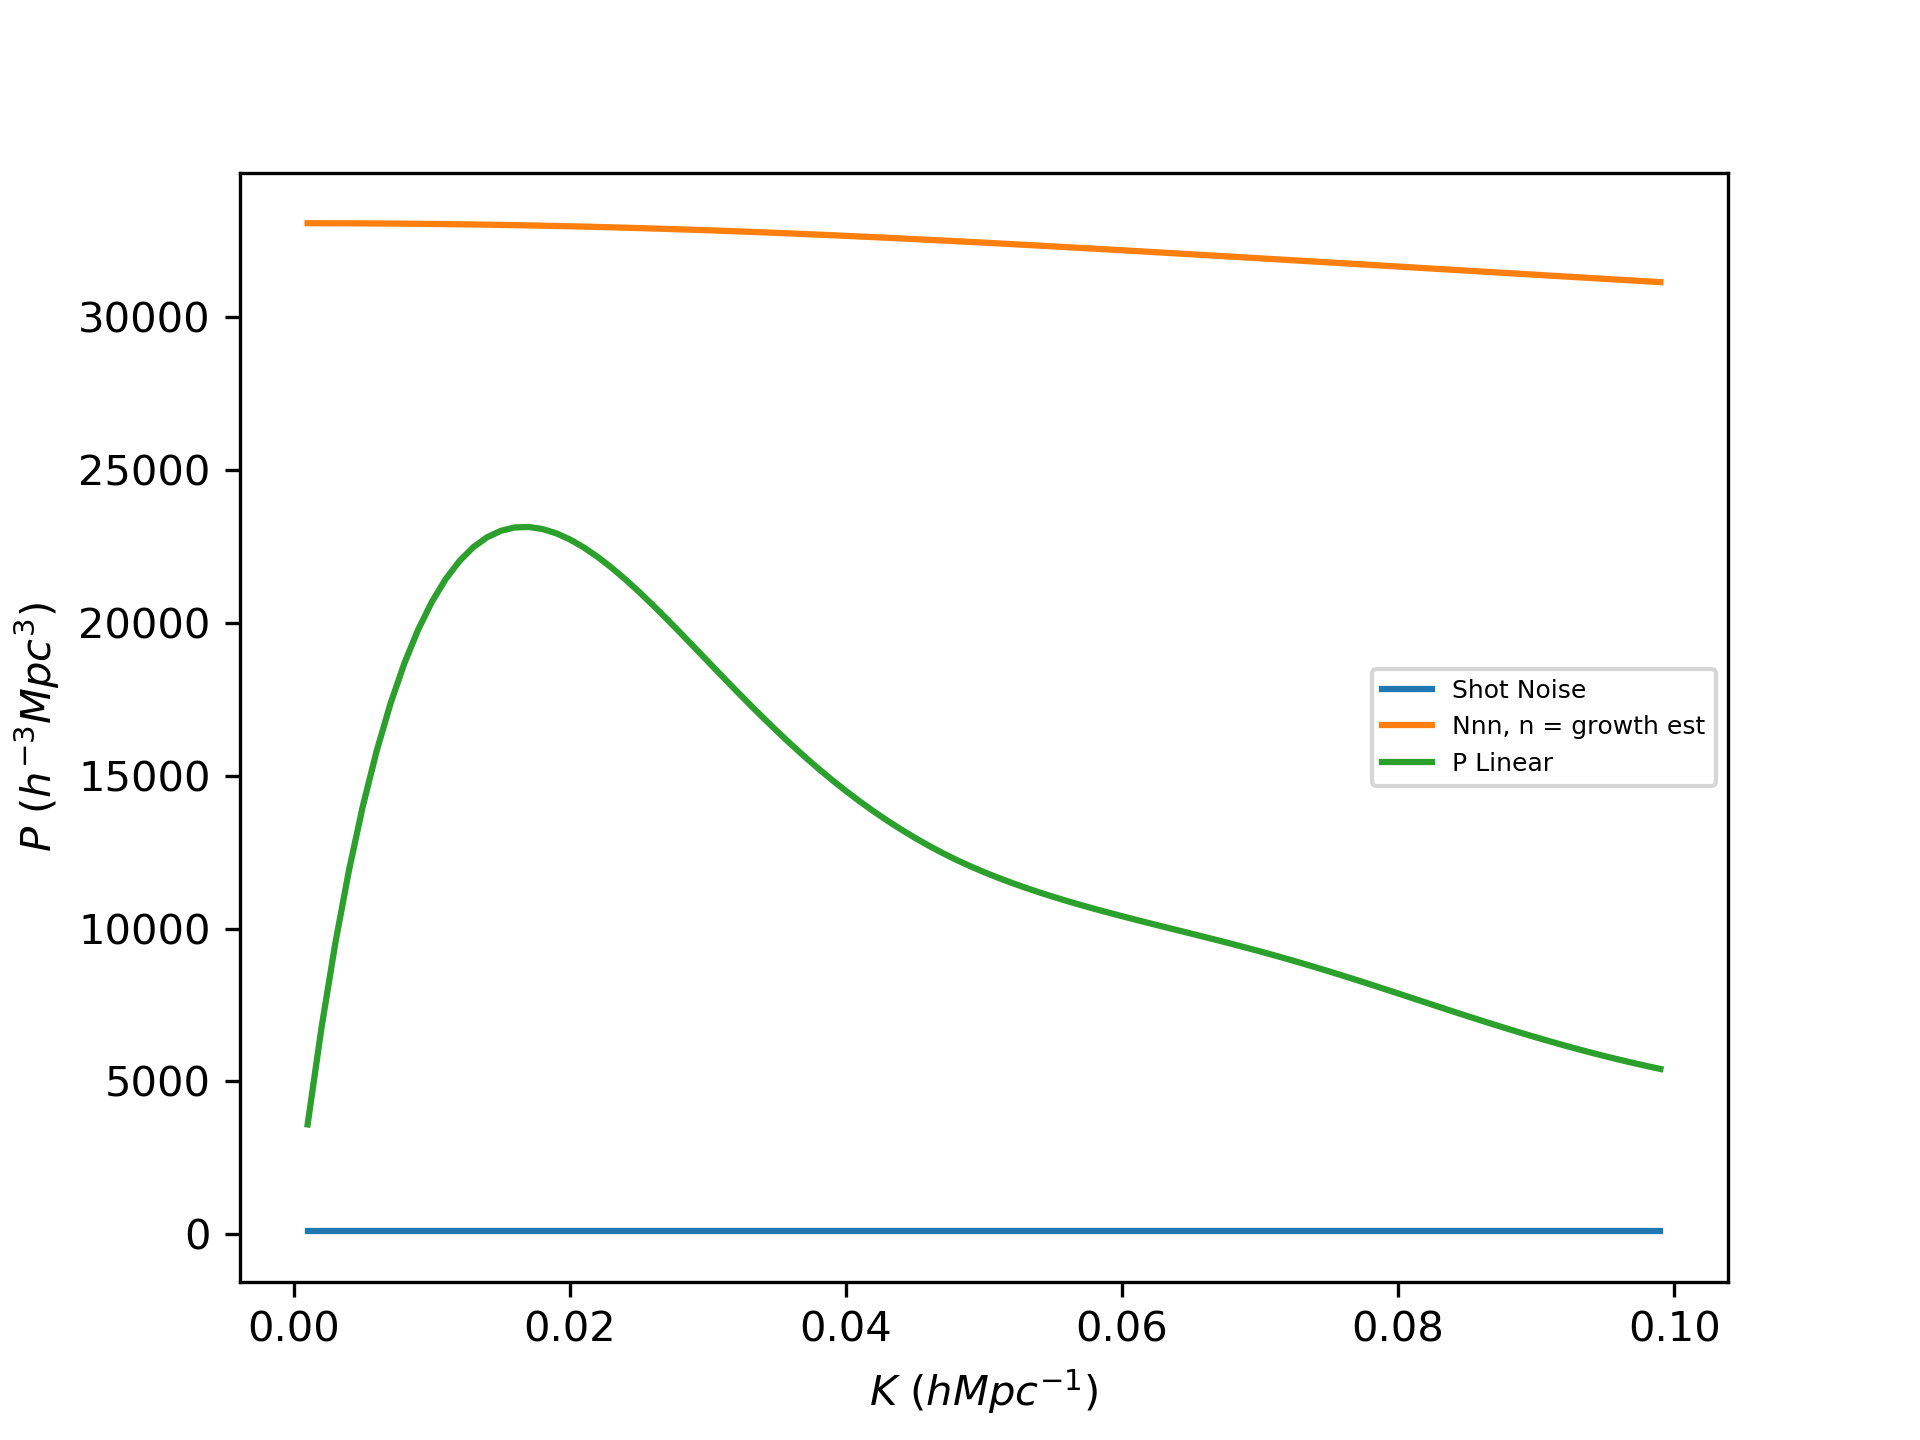 30000
25000
20000
15000
10000
5000
0
P (h⁻³Mpc³)
Shot Noise
Nnn, n = growth est
P Linear
0.00 0.02 0.04 0.06 0.08 0.10
K (hMpc⁻¹)